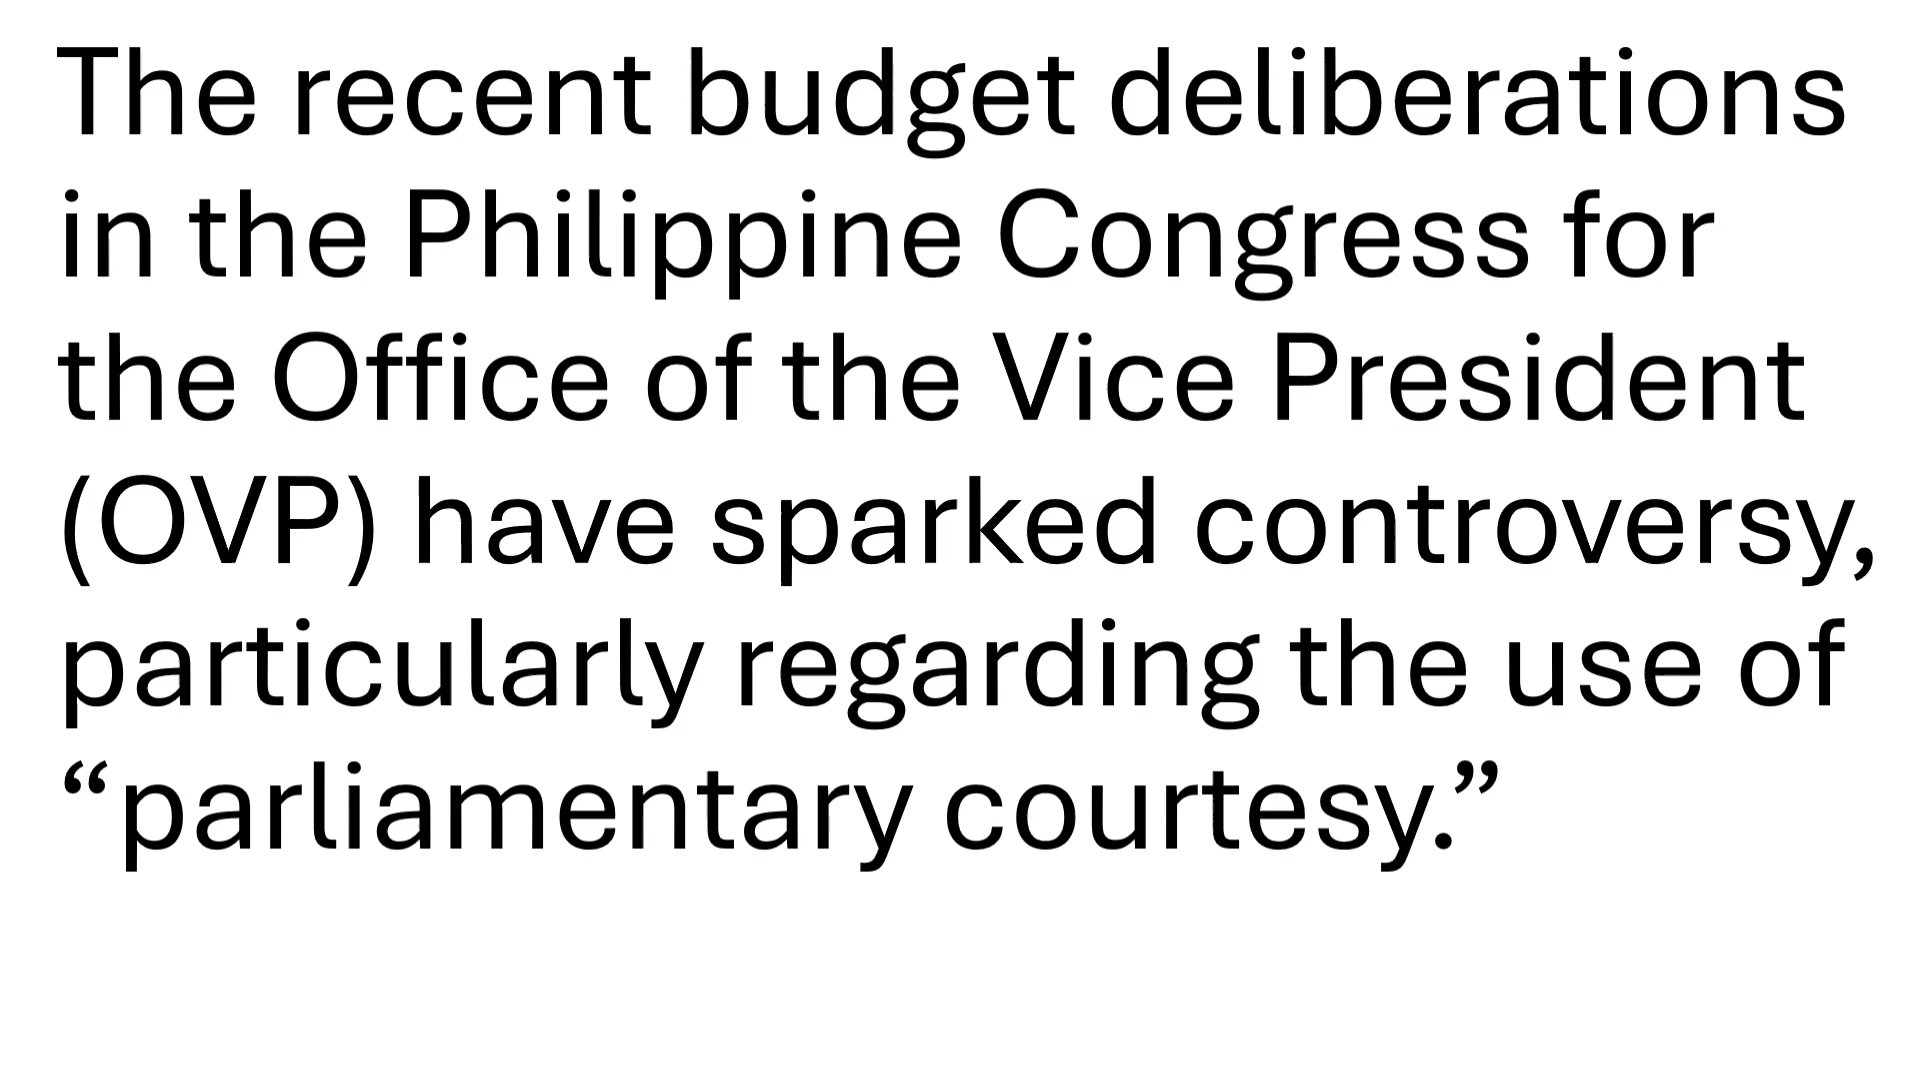 The recent budget deliberations
in the Philippine Congress for
the Office of the Vice President
(OVP) have sparked controversy,
particularly regarding the use of
“parliamentary courtesy.”